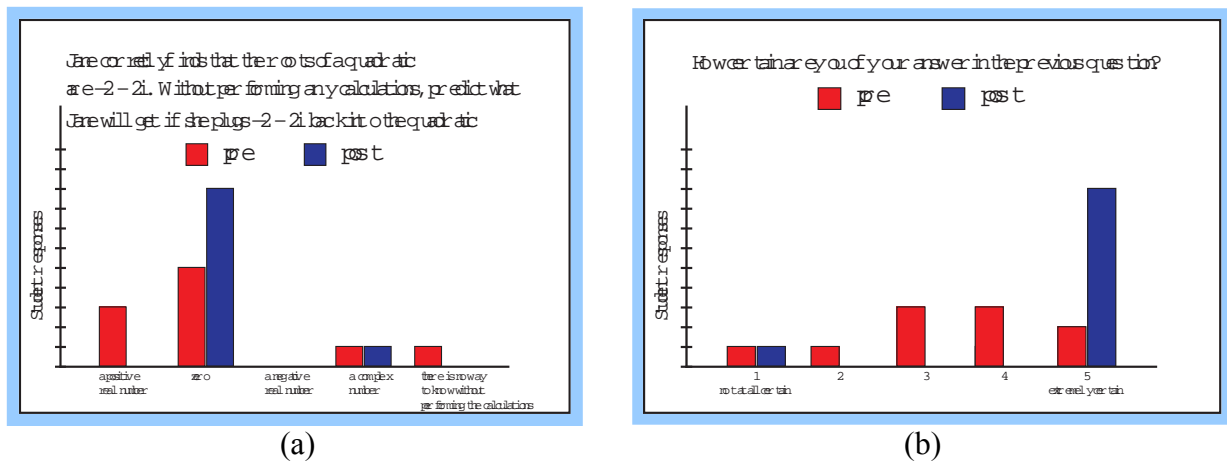 Jane correctly finds that the roots of a quadratic
are –2 – 2i. Without performing any calculations, predict what
Jane will get if she plugs –2 – 2i back into the quadratic
pre post
Student responses
a positive
real number
zero
a negative
real number
a complex
number
there is no way
to know without
performing the calculations
(a)
How certain are you of your answer in the previous question?
pre post
Student responses
1
not at all certain
2
3
4
5
extremely certain
(b)